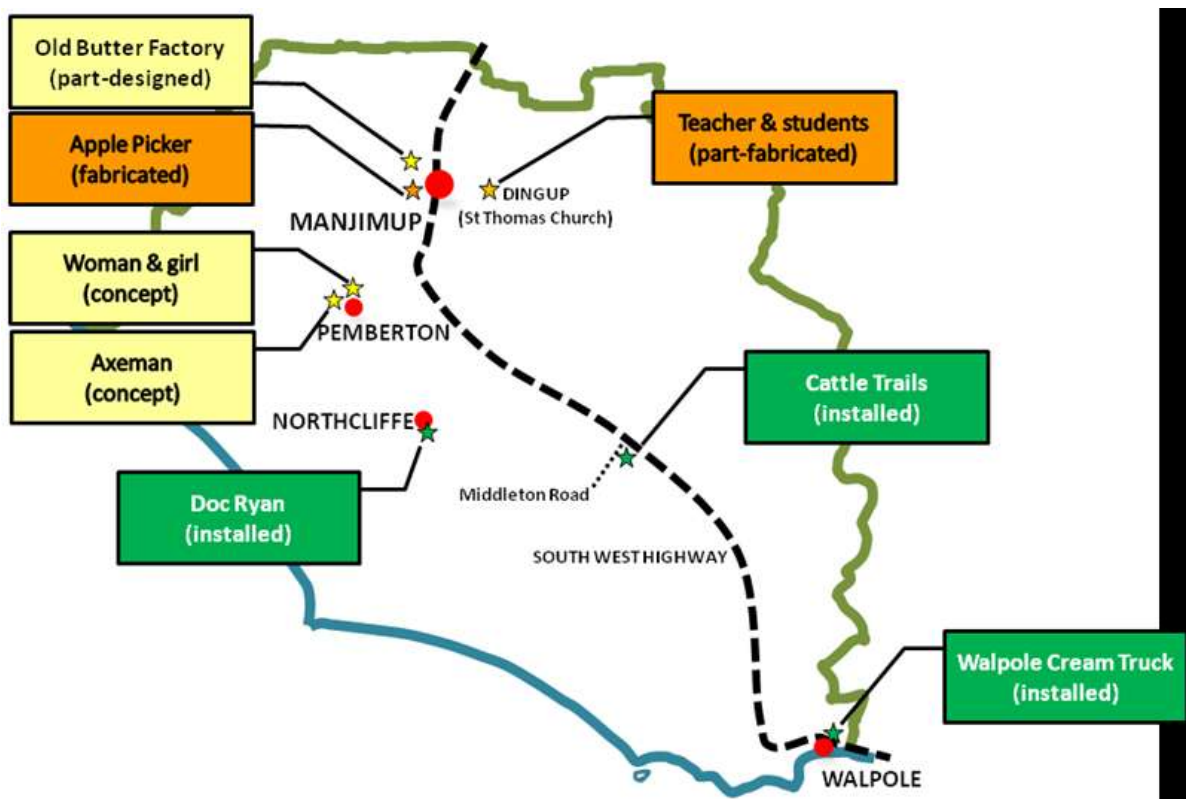 Old Butter Factory
(part-designed)
Apple Picker
(fabricated)
Teacher & students
(part-fabricated)
DINGUP
(St Thomas Church)
MANJIMUP
Woman & girl
(concept)
PEMBERTON
Axeman
(concept)
Cattle Trails
(installed)
NORTHCLIFFE
Middleton Road
Doc Ryan
(installed)
SOUTH WEST HIGHWAY
Walpole Cream Truck
(installed)
WALPOLE